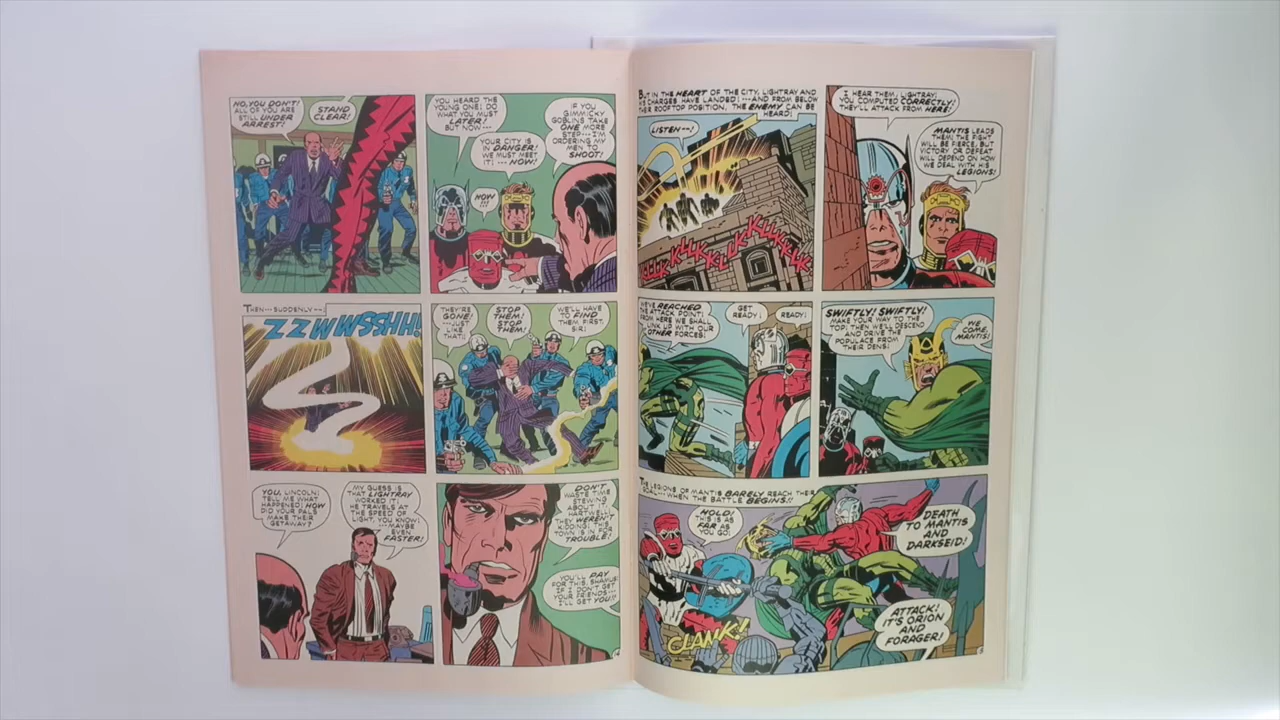 NO, YOU DON'T!
ALL OF YOU ARE
STILL UNDER
ARREST!
STAND
CLEAR!
YOU HEARD THE
YOUNG ONE! DO
WHAT YOU MUST
LATER!
BUT NOW---
YOUR CITY IS
IN DANGER!
WE MUST MEET
IT!---NOW!
IF YOU
GIMMICKY
GOBLINS TAKE
ONE MORE
STEP---I'M
ORDERING MY
MEN TO
SHOOT!
NOW---
THEN---SUDDENLY---!
ZZZWWMSSHHH!
THEY'RE
GONE!---
---JUST
LIKE
THAT!!
STOP
THEM!
STOP
THEM!
WE'LL HAVE
TO FIND
THEM FIRST,
SIR!
YOU, LINCOLN!
TELL ME WHAT
HAPPENED! HOW
DID YOUR PALS
MAKE THEIR
GETAWAY?
MY GUESS IS
THAT LIGHTRAY
WORKED IT!
HE TRAVELS AT
THE SPEED OF
LIGHT, YOU KNOW!
---MAYBE
EVEN
FASTER!
DON'T
WASTE TIME
STEWING
ABOUT IT,
HARTWELL!
THEY WEREN'T
KIDDING! THIS
TOWN IS IN FOR
TROUBLE!
YOU'LL PAY
FOR THIS, SHAMUS!
IF I DON'T GET
YOUR FRIENDS---
I'LL GET YOU!!
BUT IN THE HEART OF THE CITY, LIGHTRAY AND
HIS CHARGES HAVE LANDED!---AND FROM BELOW
THEIR ROOFTOP POSITION, THE ENEMY CAN BE
HEARD!
LISTEN--!
KLLK KLLK KLLK KLLK KLLK
I HEAR THEM, LIGHTRAY!
YOU COMPUTED CORRECTLY!
THEY'LL ATTACK FROM HERE!
MANTIS LEADS
THEM! THE FIGHT
WILL BE FIERCE, BUT
VICTORY OR DEFEAT
WILL DEPEND ON HOW
WE DEAL WITH HIS
LEGIONS!
WE'VE REACHED
THE ATTACK POINT!
FROM HERE WE SHALL
LINK UP WITH OUR
OTHER FORCES!
GET
READY!
READY!
SWIFTLY! SWIFTLY!
MAKE YOUR WAY TO THE
TOP! THEN WE'LL DESCEND
AND DRIVE THE
POPULACE FROM
THEIR DENS!
WE
COME,
MANTIS!
THE LEGIONS OF MANTIS BARELY REACH THEIR
GOAL---WHEN THE BATTLE BEGINS!!
HOLD!
THIS IS AS
FAR AS
YOU GO!
CLANK!
DEATH
TO MANTIS
AND
DARKSEID!
ATTACK!
IT'S ORION
AND
FORAGER!